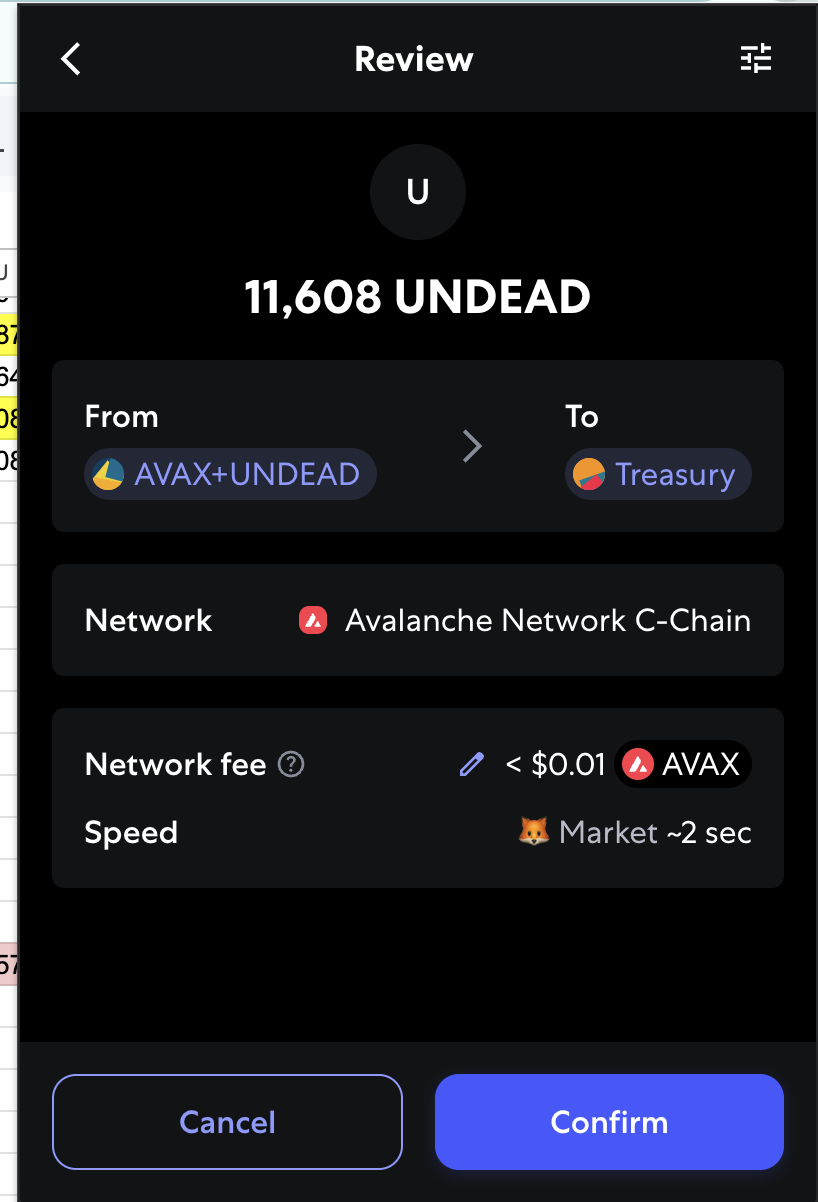 Review
U
11,608 UNDEAD
From
To
AVAX+UNDEAD
Treasury
Network
Avalanche Network C-Chain
Network fee ?
< $0.01 AVAX
Speed
🦊 Market ~2 sec
Cancel
Confirm